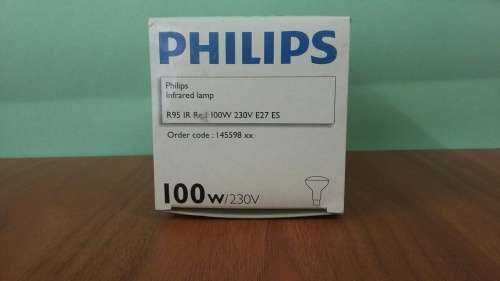 PHILIPS
Philips
Infrared lamp
R95 IR Red 100W 230V E27 ES
Order code : 145598 xx
100w/230V